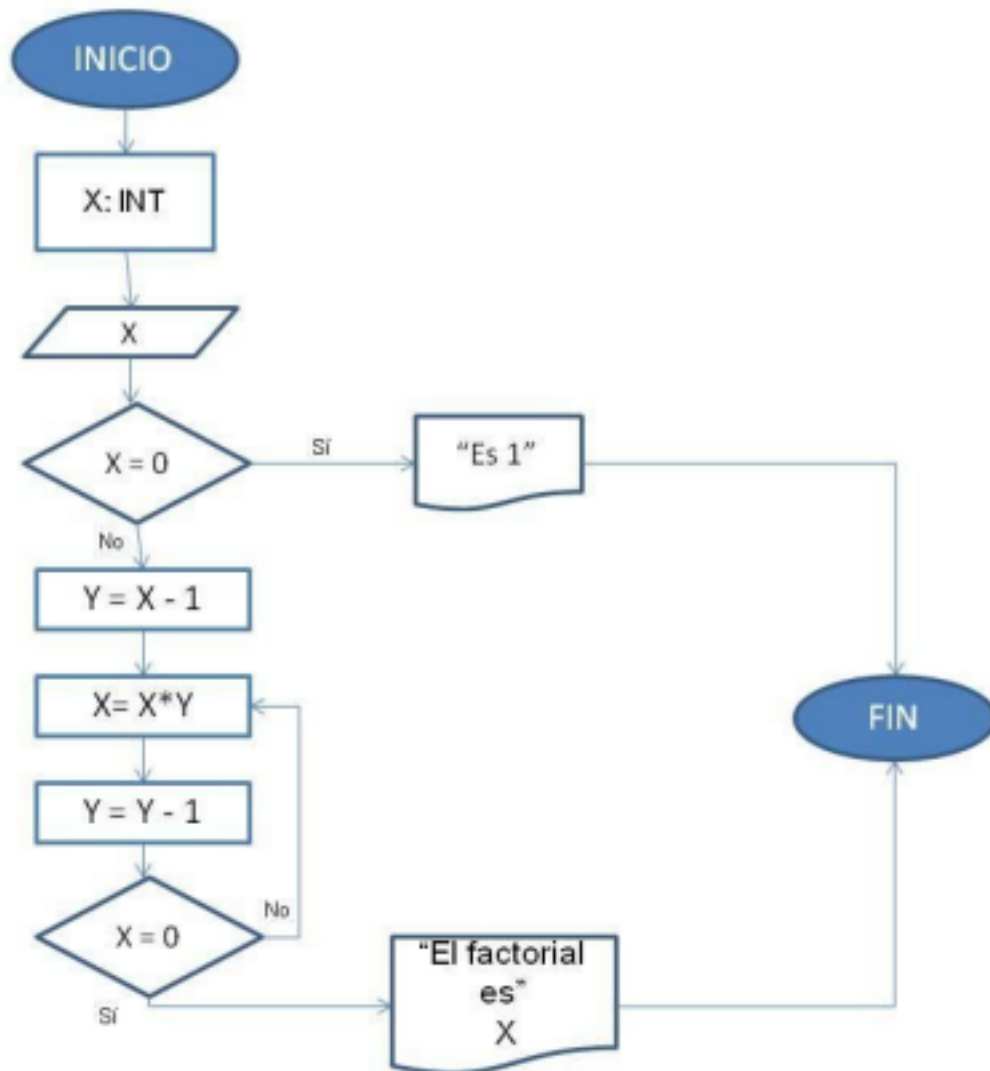 INICIO
X: INT
X
X = 0
Sí
"Es 1"
No
Y = X - 1
X= X*Y
FIN
Y = Y - 1
X = 0
No
Sí
“El factorial
es”
X